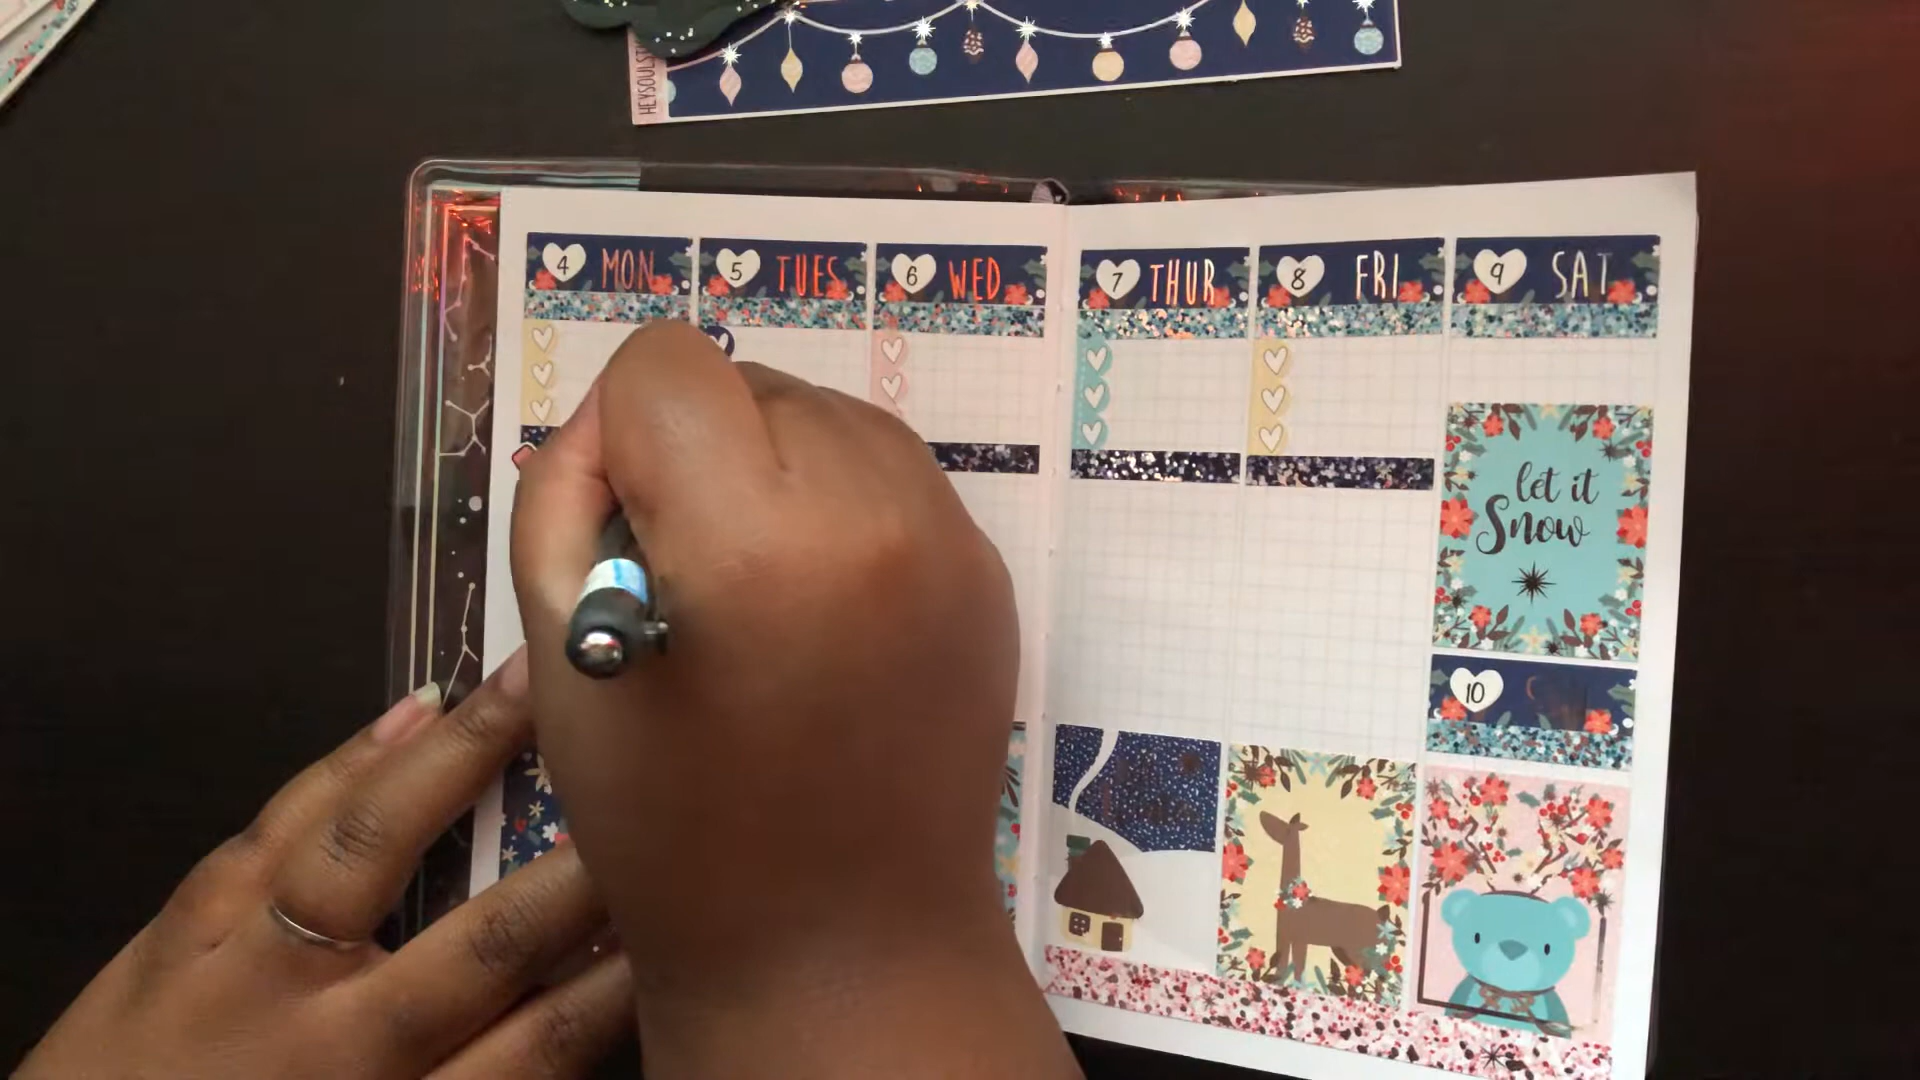 HEYSOULST
4 MON
5 TUES
6 WED
7 THUR
8 FRI
9 SAT
let it
Snow
10